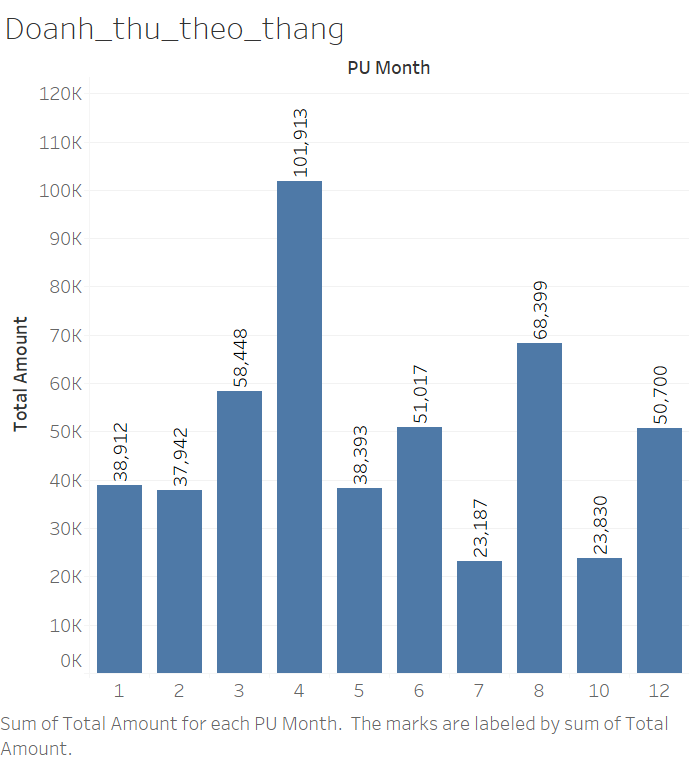 Doanh_thu_theo_thang
PU Month
Total Amount
120K
110K
100K
90K
80K
70K
60K
50K
40K
30K
20K
10K
0K
38,912
37,942
58,448
101,913
38,393
51,017
23,187
68,399
23,830
50,700
1 2 3 4 5 6 7 8 10 12
Sum of Total Amount for each PU Month. The marks are labeled by sum of Total
Amount.